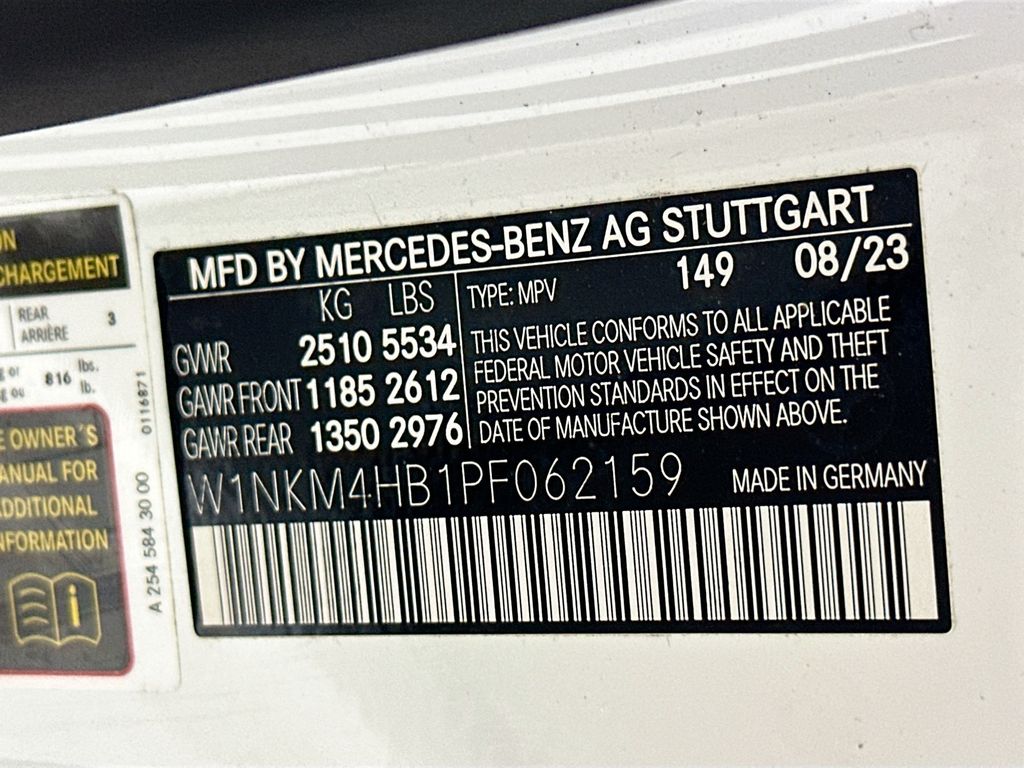 MFD BY MERCEDES-BENZ AG STUTTGART
KG LBS
TYPE: MPV 149 08/23
GVWR 2510 5534
GAWR FRONT 1185 2612
GAWR REAR 1350 2976
THIS VEHICLE CONFORMS TO ALL APPLICABLE
FEDERAL MOTOR VEHICLE SAFETY AND THEFT
PREVENTION STANDARDS IN EFFECT ON THE
DATE OF MANUFACTURE SHOWN ABOVE.
W1NKM4HB1PF062159
MADE IN GERMANY
CHARGEMENT
REAR
ARRIÈRE 3
816 lbs.
lb.
OWNER´S
FOR
INFORMATION
i
0116871
A 254 584 30 00